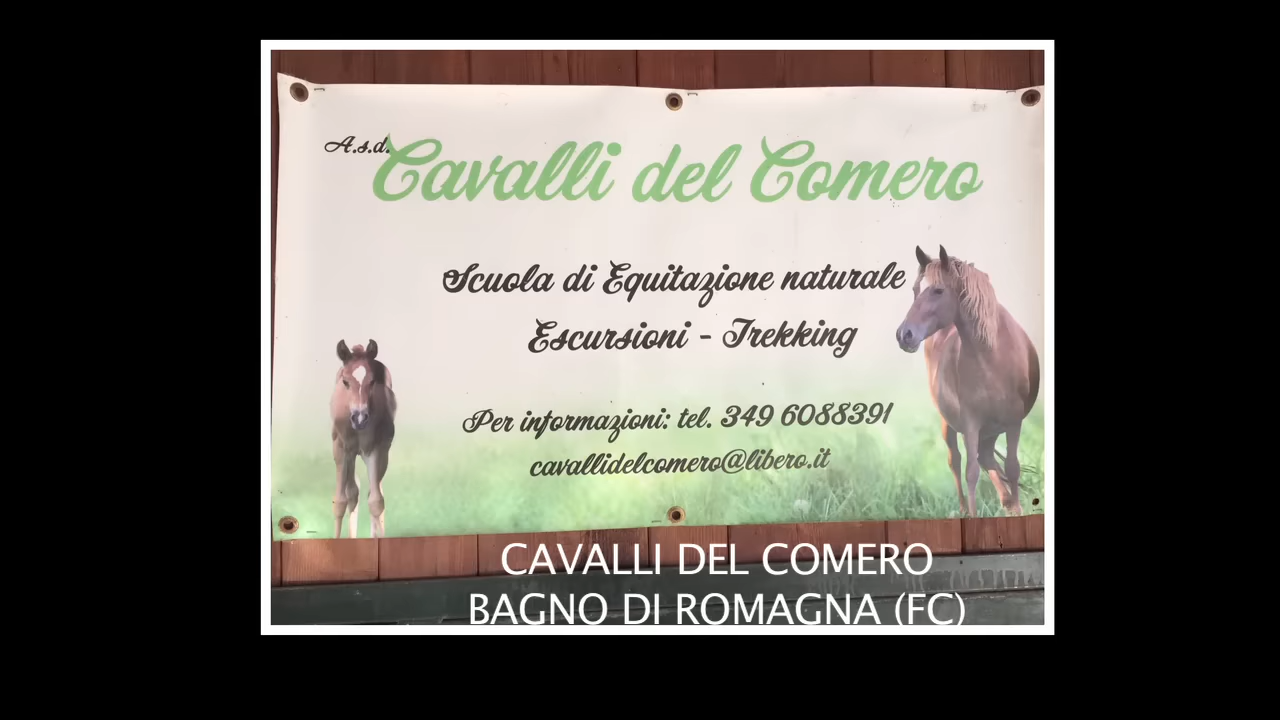 A.s.d.
Cavalli del Comero
Scuola di Equitazione naturale
Escursioni - Trekking
Per informazioni: tel. 349 6088391
cavallidelcomero@libero.it
CAVALLI DEL COMERO
BAGNO DI ROMAGNA (FC)